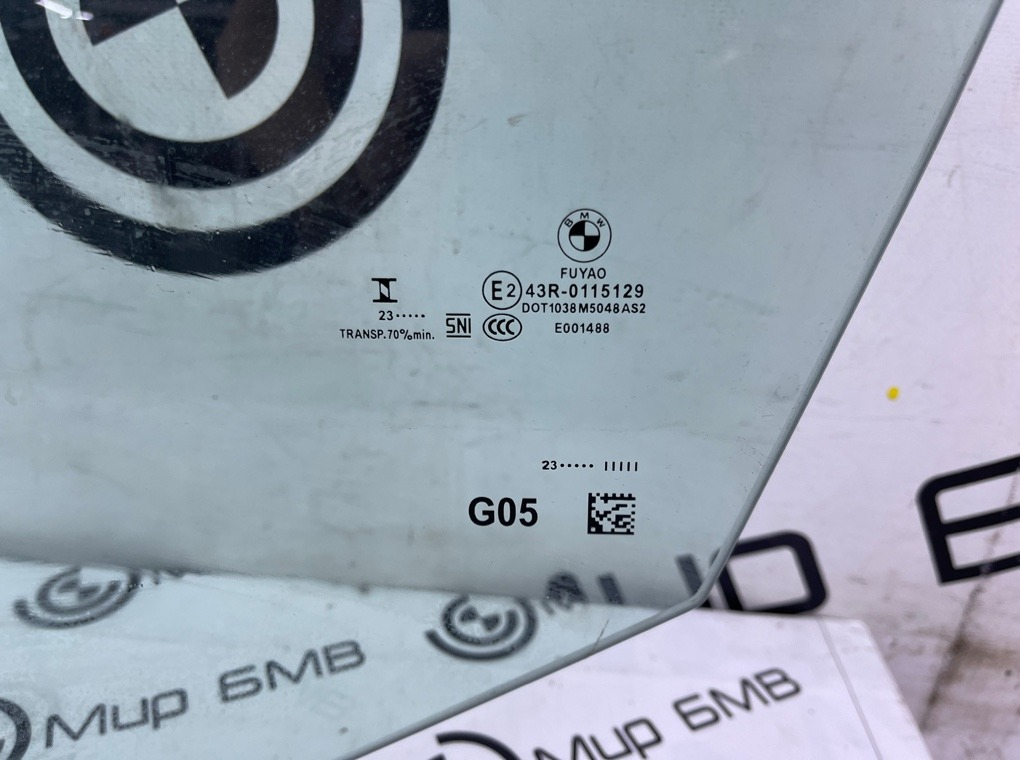 BMW
FUYAO
E2 43R-0115129
DOT1038 M5048 AS2
E001488
23·····
TRANSP.70%min.
SNI
CCC
23····· IIIII
G05
Мир БМВ
Мир БМВ